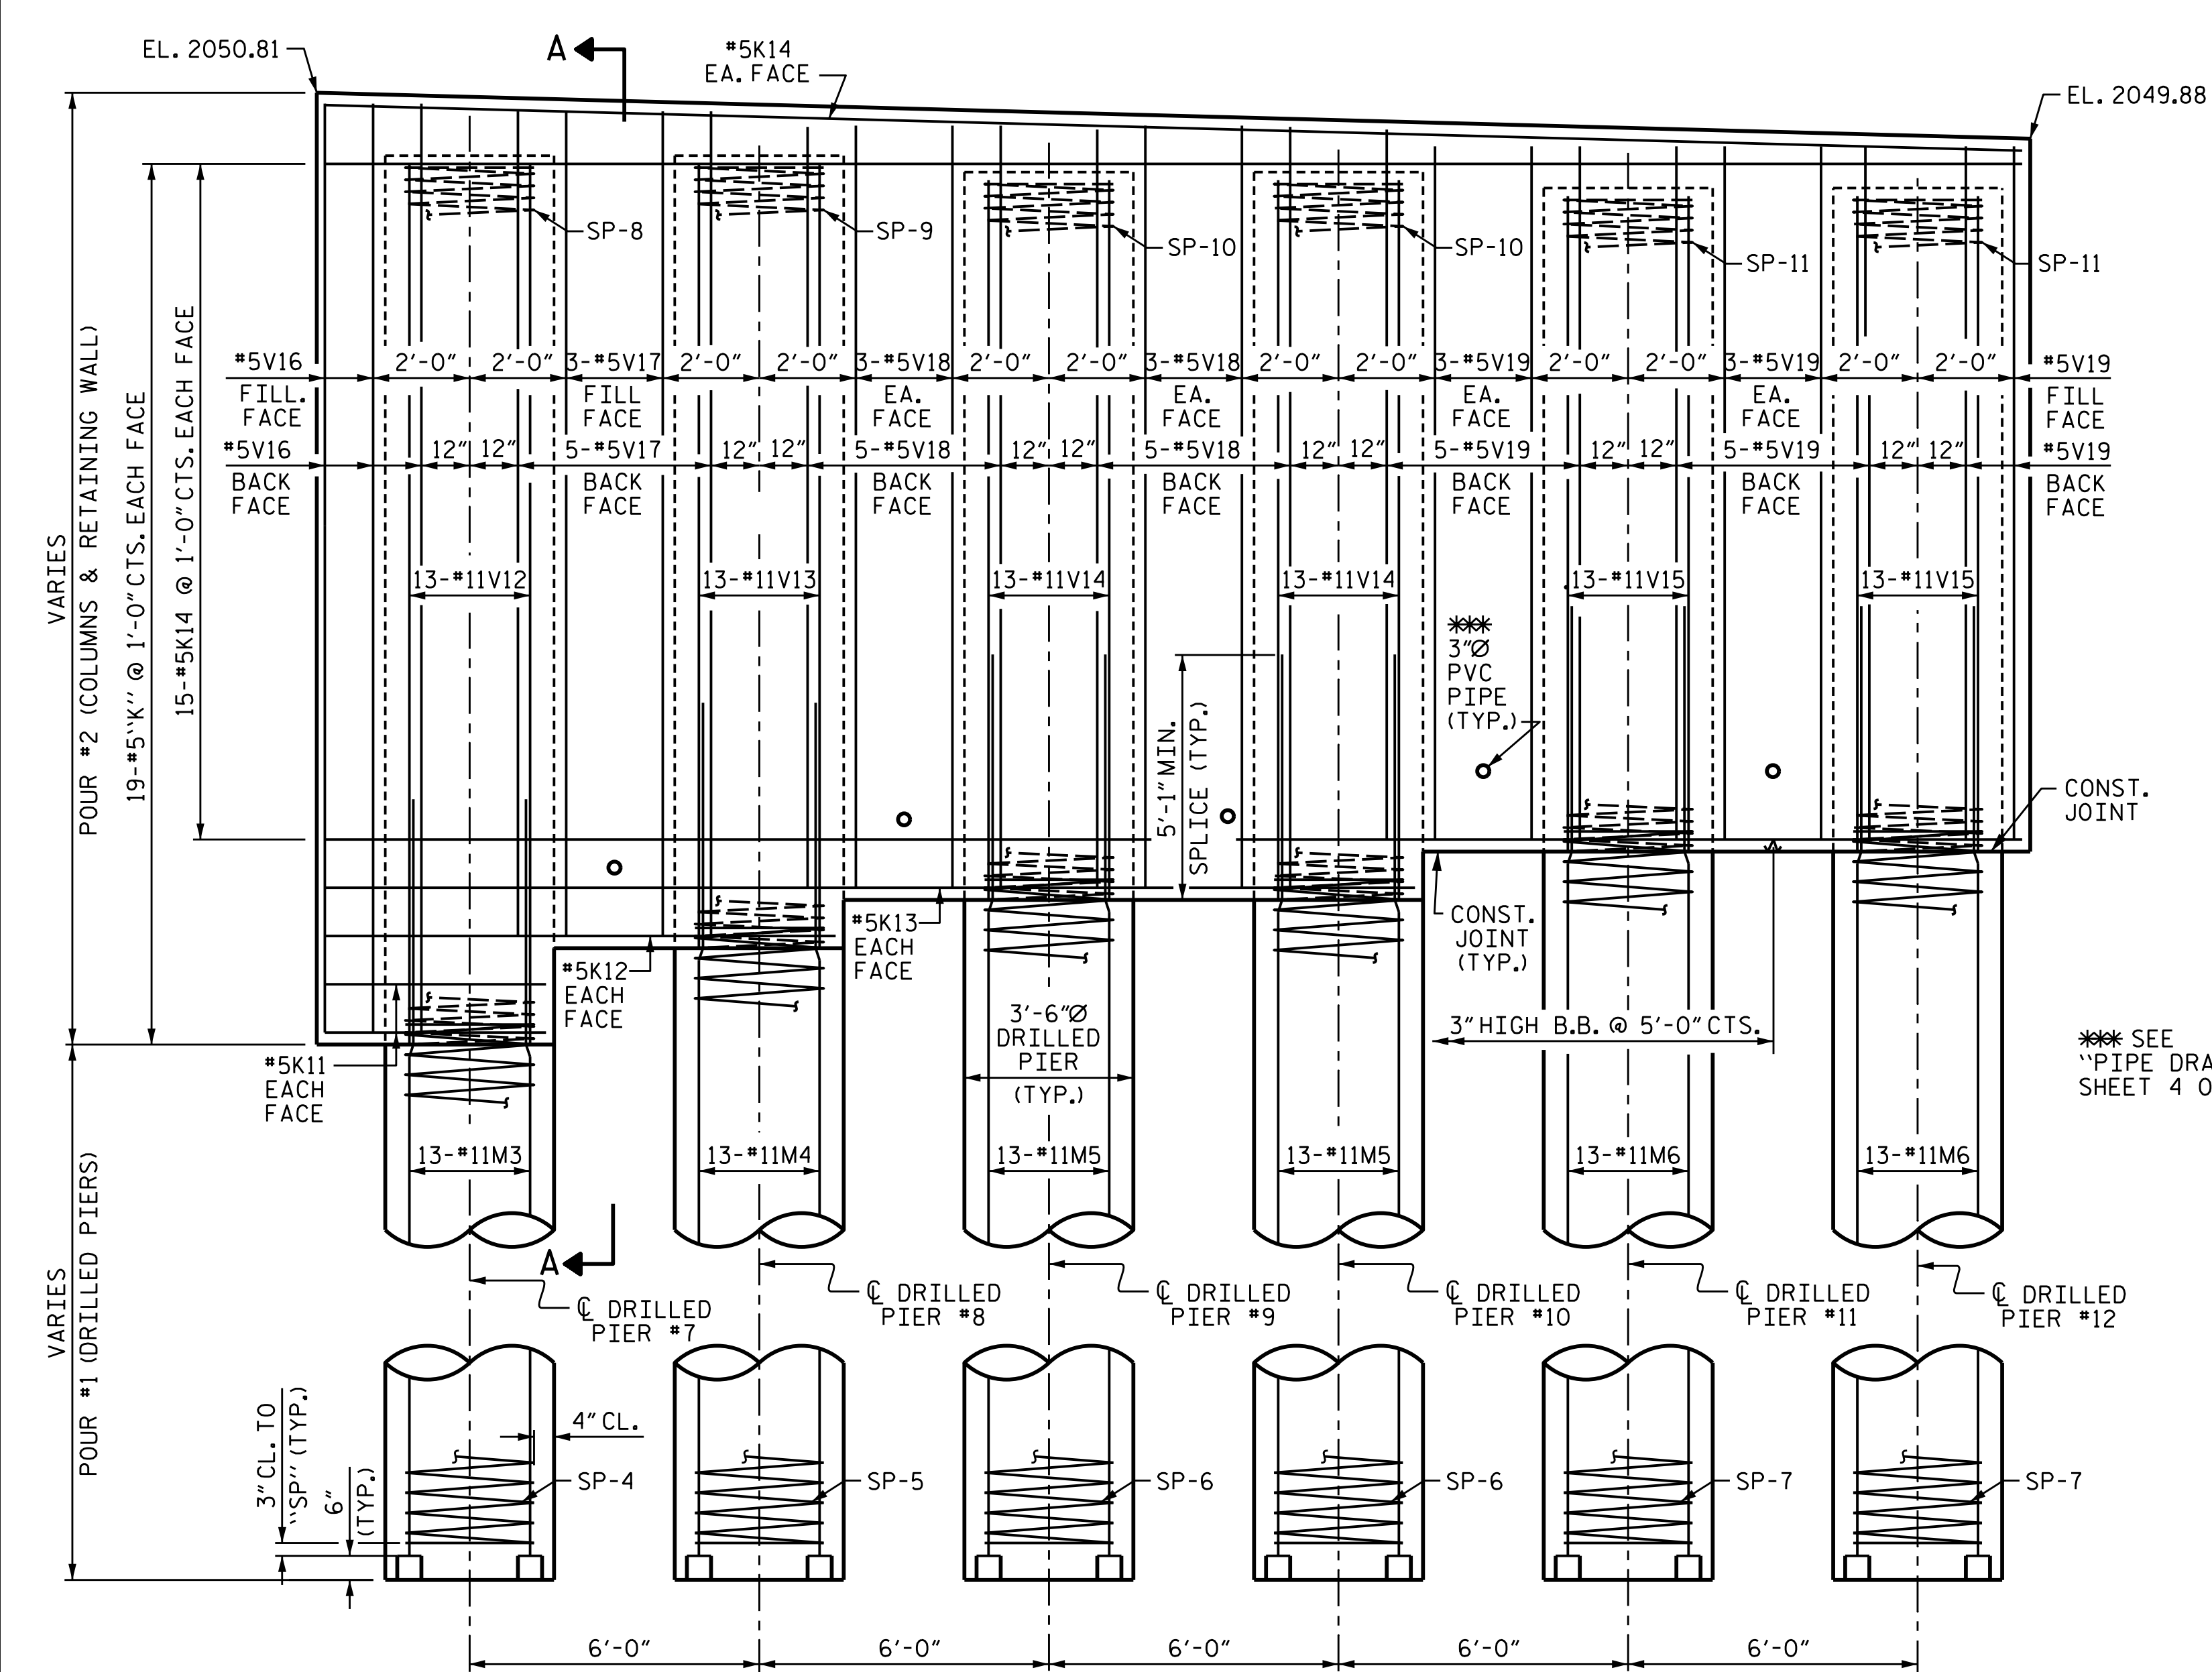 EL. 2050.81
A
#5K14
EA. FACE
EL. 2049.88
SP-8
SP-9
SP-10
SP-10
SP-11
SP-11
VARIES
POUR #2 (COLUMNS & RETAINING WALL)
19-#5``K'' @ 1'-0" CTS. EACH FACE
15-#5K14 @ 1'-0" CTS. EACH FACE
#5V16
FILL.
FACE
2'-0"
2'-0"
3-#5V17
FILL
FACE
2'-0"
2'-0"
3-#5V18
EA.
FACE
2'-0"
2'-0"
3-#5V18
EA.
FACE
2'-0"
2'-0"
3-#5V19
EA.
FACE
2'-0"
2'-0"
3-#5V19
EA.
FACE
2'-0"
2'-0"
#5V19
FILL
FACE
#5V16
BACK
FACE
12"
12"
5-#5V17
BACK
FACE
12"
12"
5-#5V18
BACK
FACE
12"
12"
5-#5V18
BACK
FACE
12"
12"
5-#5V19
BACK
FACE
12"
12"
5-#5V19
BACK
FACE
12"
12"
#5V19
BACK
FACE
13-#11V12
13-#11V13
13-#11V14
13-#11V14
13-#11V15
13-#11V15
***
3"Ø
PVC
PIPE
(TYP.)
5'-1" MIN.
SPLICE (TYP.)
CONST.
JOINT
#5K13
EACH
FACE
CONST.
JOINT
(TYP.)
#5K12
EACH
FACE
3'-6"Ø
DRILLED
PIER
(TYP.)
3" HIGH B.B. @ 5'-0" CTS.
*** SEE
``PIPE DRA
SHEET 4 O
#5K11
EACH
FACE
13-#11M3
13-#11M4
13-#11M5
13-#11M5
13-#11M6
13-#11M6
A
VARIES
POUR #1 (DRILLED PIERS)
℄ DRILLED
PIER #7
℄ DRILLED
PIER #8
℄ DRILLED
PIER #9
℄ DRILLED
PIER #10
℄ DRILLED
PIER #11
℄ DRILLED
PIER #12
3" CL. TO
``SP'' (TYP.)
6"
(TYP.)
4" CL.
SP-4
SP-5
SP-6
SP-6
SP-7
SP-7
6'-0"
6'-0"
6'-0"
6'-0"
6'-0"